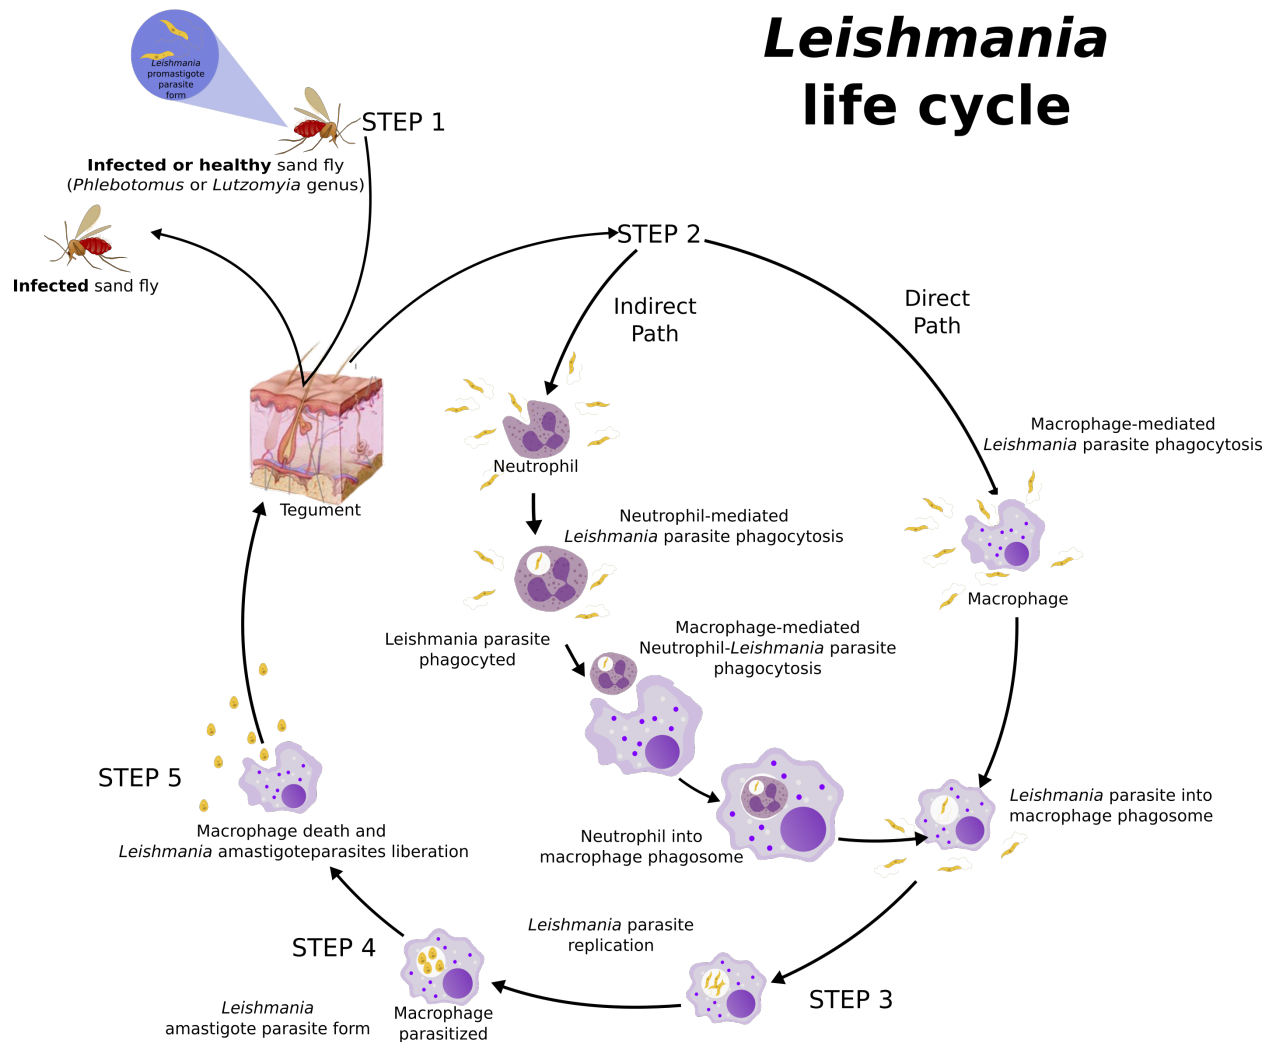 Leishmania
life cycle
Leishmania
promastigote
parasite
form
STEP 1
Infected or healthy sand fly
(Phlebotomus or Lutzomyia genus)
Infected sand fly
STEP 2
Indirect
Path
Direct
Path
Tegument
Neutrophil
Neutrophil-mediated
Leishmania parasite phagocytosis
Macrophage-mediated
Leishmania parasite phagocytosis
Macrophage
Leishmania parasite
phagocyted
Macrophage-mediated
Neutrophil-Leishmania parasite
phagocytosis
Neutrophil into
macrophage phagosome
Leishmania parasite into
macrophage phagosome
STEP 3
Leishmania parasite
replication
STEP 4
Leishmania
amastigote parasite form
Macrophage
parasitized
STEP 5
Macrophage death and
Leishmania amastigoteparasites liberation